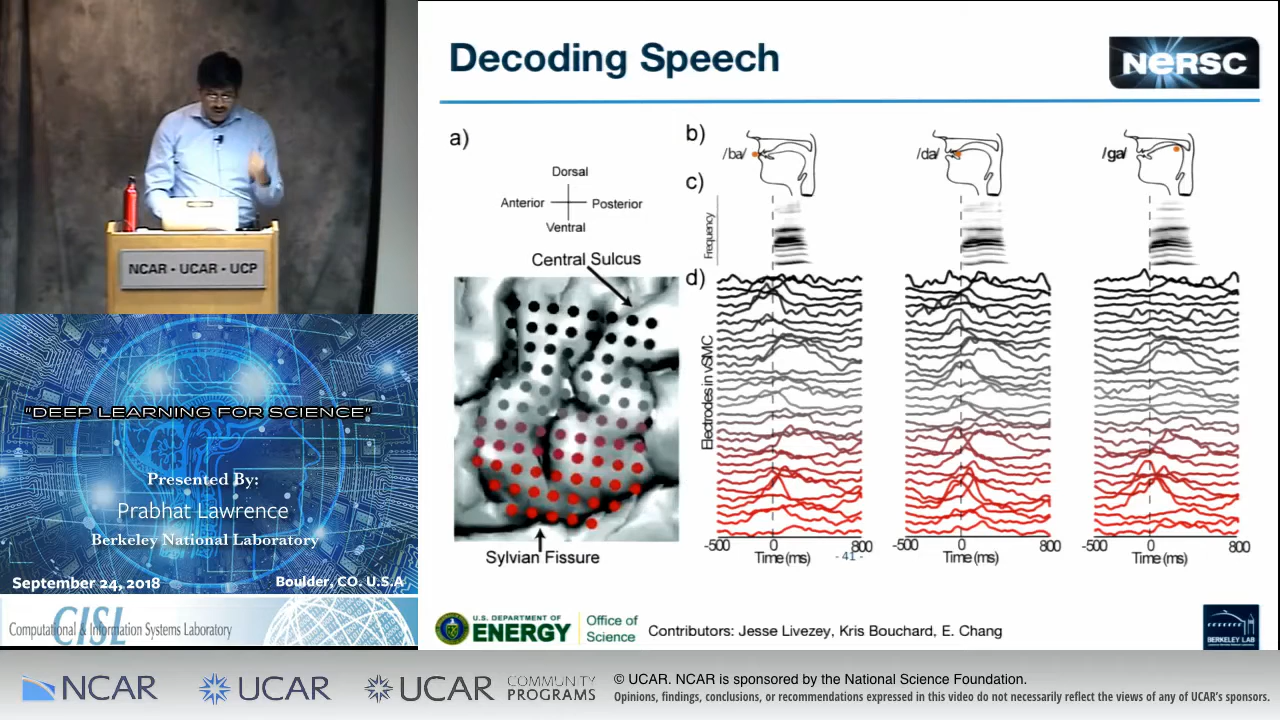 Decoding Speech
NERSC
a)
Dorsal
Anterior
Posterior
Ventral
Central Sulcus
Sylvian Fissure
b)
/ba/
/da/
/ga/
c)
Frequency
d)
Electrodes in vSMC
-500 0 800
Time (ms)
-500 0 800
Time (ms)
-500 0 800
Time (ms)
- 41 -
NCAR - UCAR - UCP
"DEEP LEARNING FOR SCIENCE"
Presented By:
Prabhat Lawrence
Berkeley National Laboratory
September 24, 2018
Boulder, CO. U.S.A
CISL
Computational & Information Systems Laboratory
U.S. DEPARTMENT OF
ENERGY
Office of
Science
Contributors: Jesse Livezey, Kris Bouchard, E. Chang
BERKELEY LAB
NCAR
UCAR
UCAR
COMMUNITY
PROGRAMS
© UCAR. NCAR is sponsored by the National Science Foundation.
Opinions, findings, conclusions, or recommendations expressed in this video do not necessarily reflect the views of any of UCAR's sponsors.